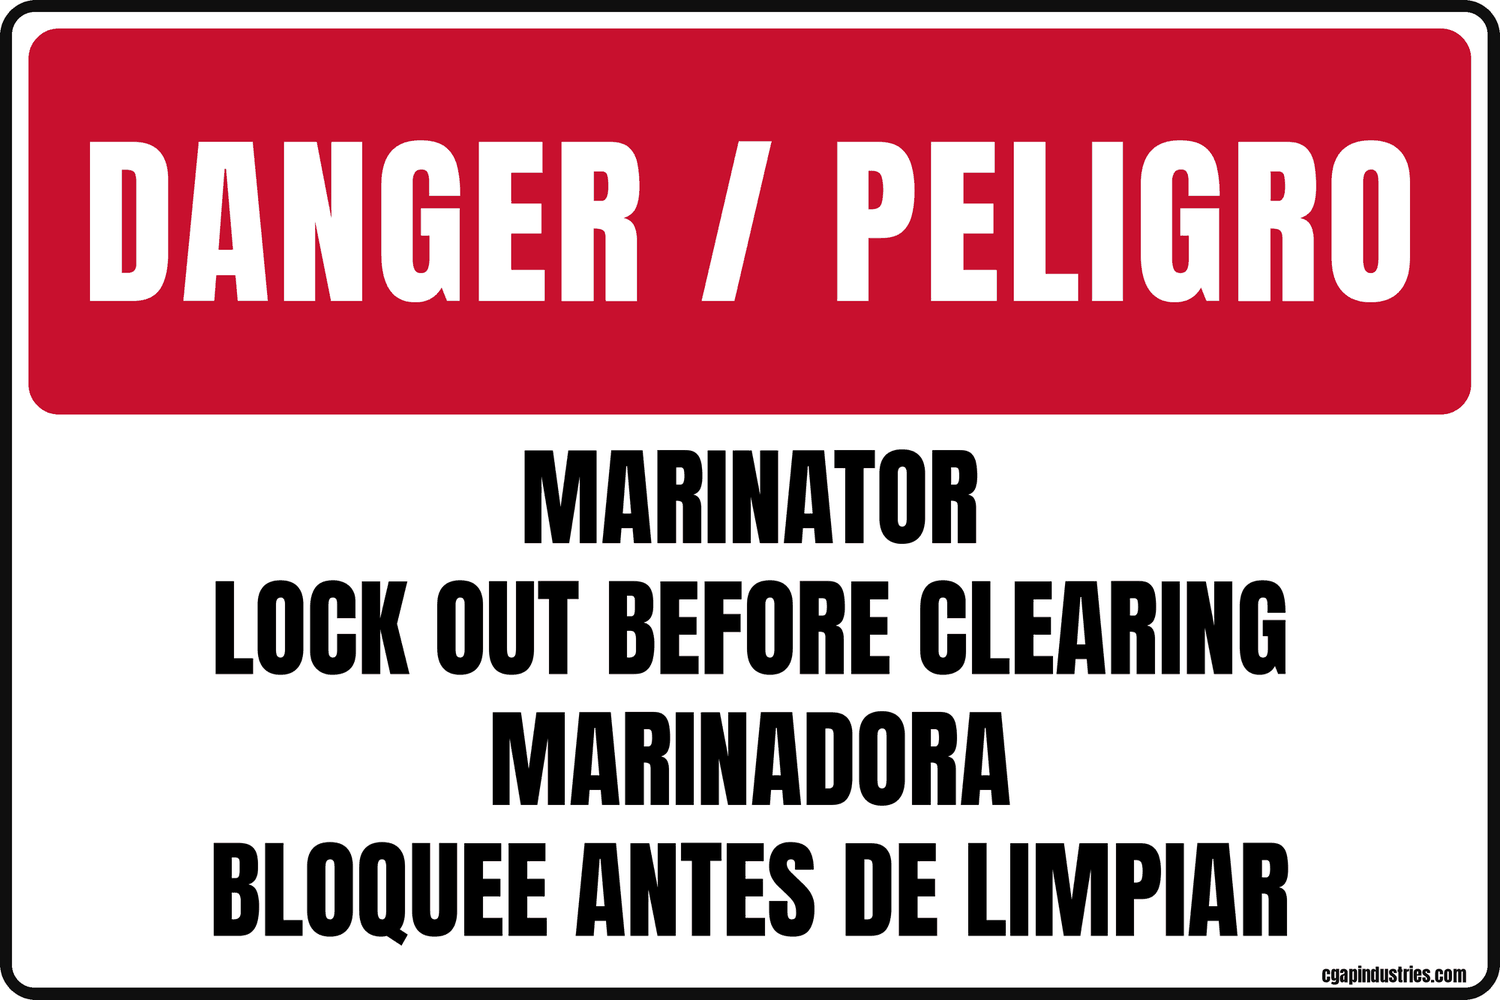 DANGER / PELIGRO
MARINATOR
LOCK OUT BEFORE CLEARING
MARINADORA
BLOQUEE ANTES DE LIMPIAR
cgapindustries.com